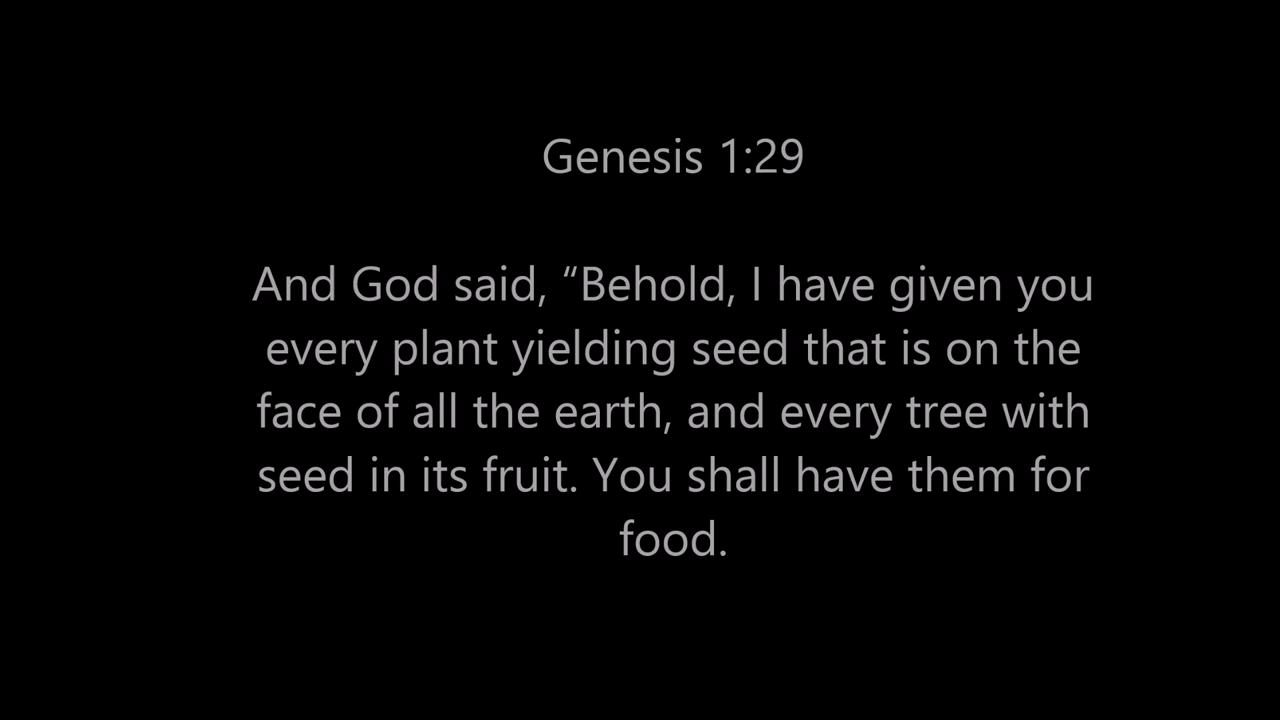 Genesis 1:29
And God said, “Behold, I have given you
every plant yielding seed that is on the
face of all the earth, and every tree with
seed in its fruit. You shall have them for
food.